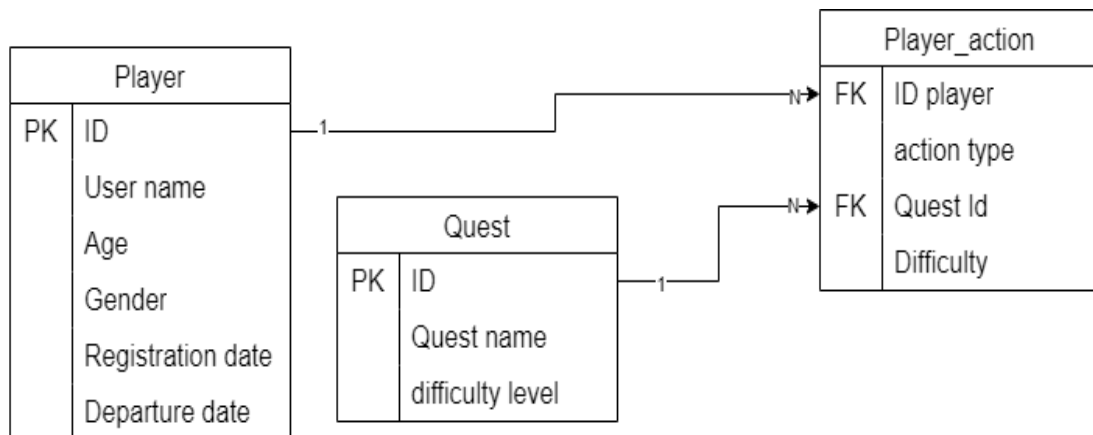 Player
PK ID
User name
Age
Gender
Registration date
Departure date
1
N
Quest
PK ID
Quest name
difficulty level
1
N
Player_action
FK ID player
action type
FK Quest Id
Difficulty